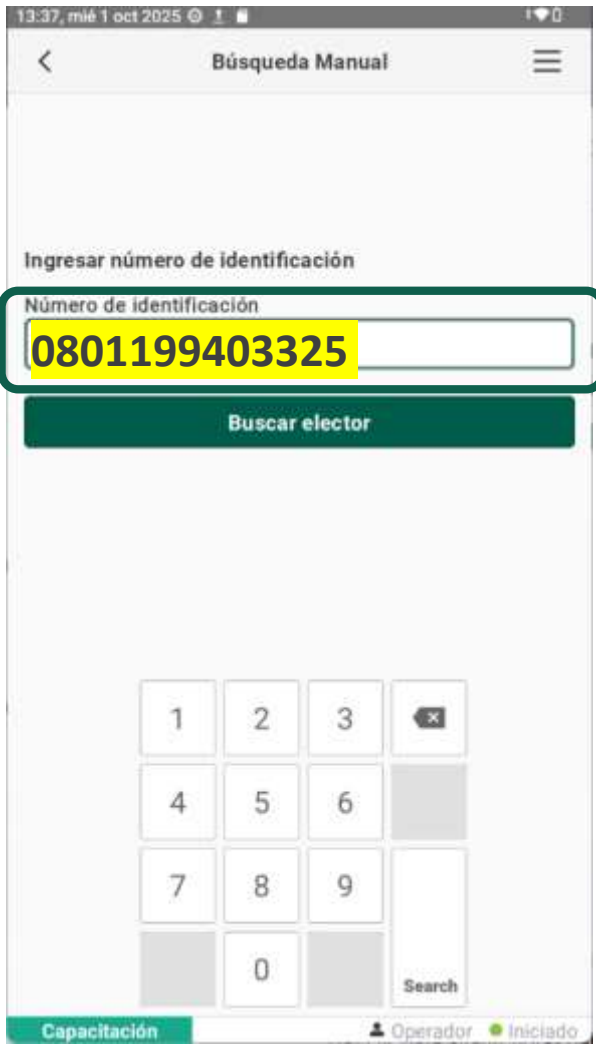 13:37, mié 1 oct 2025
Búsqueda Manual
Ingresar número de identificación
Número de identificación
0801199403325
Buscar elector
1 2 3
4 5 6
7 8 9
0 Search
Capacitación Operador Iniciado